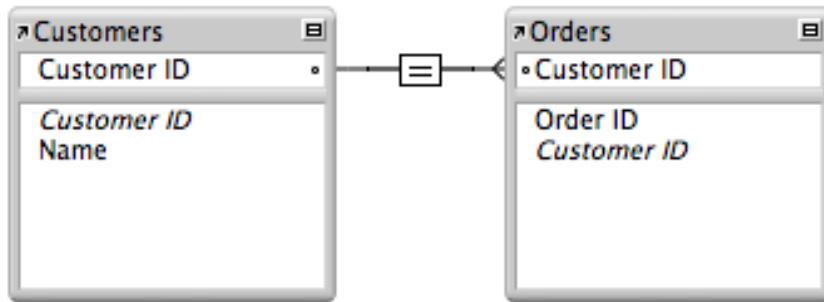 Customers
Customer ID
Customer ID
Name
=
Orders
Customer ID
Order ID
Customer ID